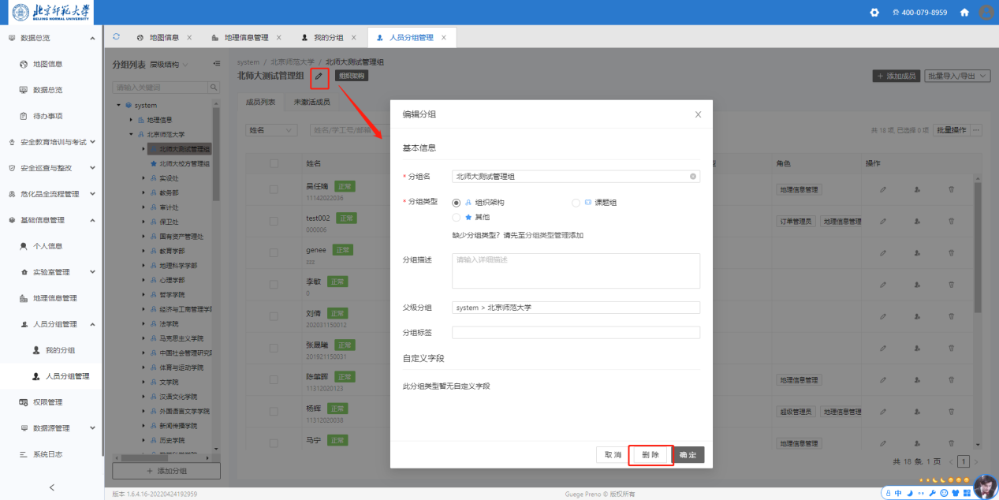 北京师范大学
BEIJING NORMAL UNIVERSITY
400-079-8959
数据总览
地图信息
数据总览
待办事项
安全教育培训与考试
安全巡查与整改
危化品全流程管理
基础信息管理
个人信息
实验室管理
地理信息管理
人员分组管理
我的分组
人员分组管理
权限管理
数据源管理
系统日志
地图信息 ×
地理信息管理 ×
我的分组 ×
人员分组管理 ×
分组列表 层级结构
请输入关键词
system
地理信息
北京师范大学
北师大测试管理组
北师大校方管理组
实设处
教务部
审计处
保卫处
国有资产管理处
教育学部
地理科学学部
心理学部
哲学学院
经济与工商管理学院
法学院
马克思主义学院
中国社会管理研究院
体育与运动学院
文学院
汉语文化学院
外国语言文学学院
新闻传播学院
历史学院
+ 添加分组
system / 北京师范大学 / 北师大测试管理组
北师大测试管理组 组织架构
+ 添加成员 批量导入/导出
成员列表 未激活成员
姓名 姓名/学工号/邮箱
共 18 项 已选择 0 项 批量操作 ···
姓名 角色 操作
吴任嫡 正常
11142022036
地理信息管理
test002 正常
000006
订单管理员 地理信息管理
genee 正常
zzz
李敏 正常
0
刘倩 正常
202031150012
张晟曦 正常
201921150031
陈笛晖 正常
11312020123
地理信息管理
杨辉 正常
11312020038
超级管理员 地理信息管理
马宁 正常
地理信息管理
共 18 条, 1 页 < 1 >
编辑分组 ×
基本信息
* 分组名 北师大测试管理组
* 分组类型 组织架构 课题组
其他
缺少分组类型? 请先至分组类型管理添加
分组描述 请输入详细描述
父级分组 system > 北京师范大学
分组标签
自定义字段
此分组类型暂无自定义字段
取 消 删 除 确 定
版本 1.6.4.16-20220424192959
Guege Preno © 版权所有
中